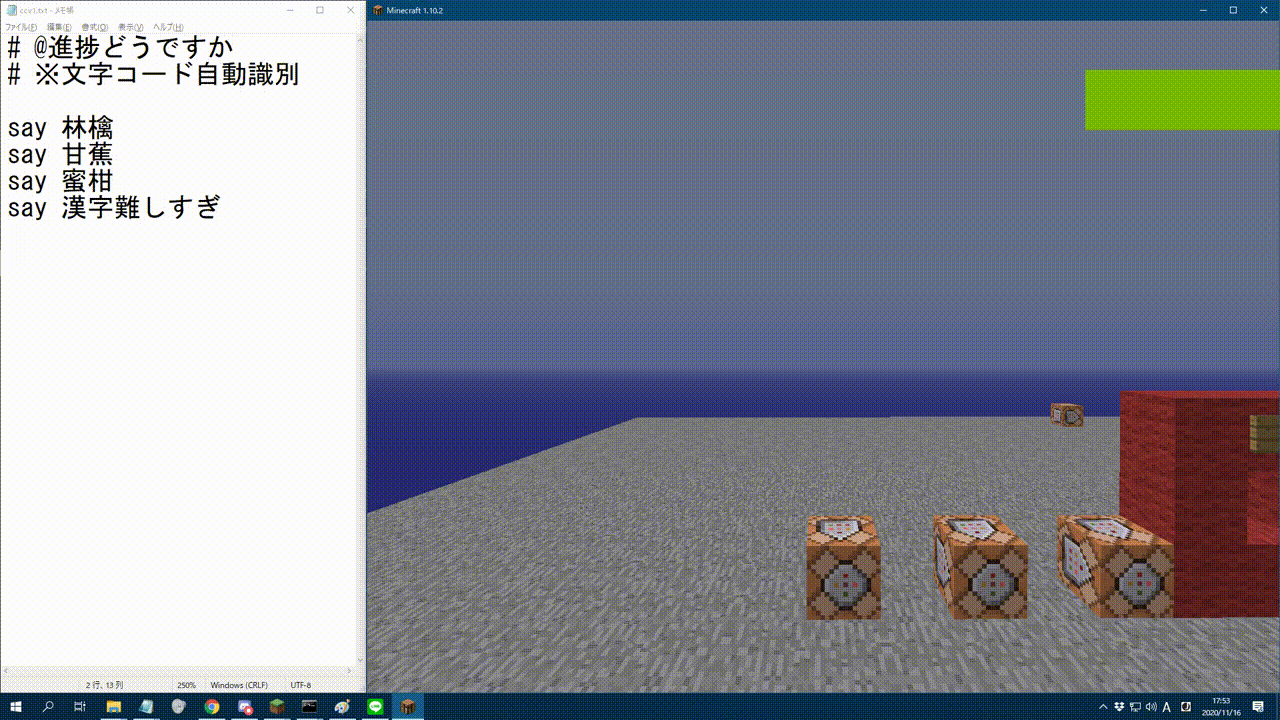 ccv1.txt - メモ帳
Minecraft 1.10.2
ファイル(F) 編集(E) 書式(O) 表示(V) ヘルプ(H)
# @進捗どうですか
# ※文字コード自動識別
say 林檎
say 甘蕉
say 蜜柑
say 漢字難しすぎ
2 行、13 列 250% Windows (CRLF) UTF-8
A
17:53
2020/11/16